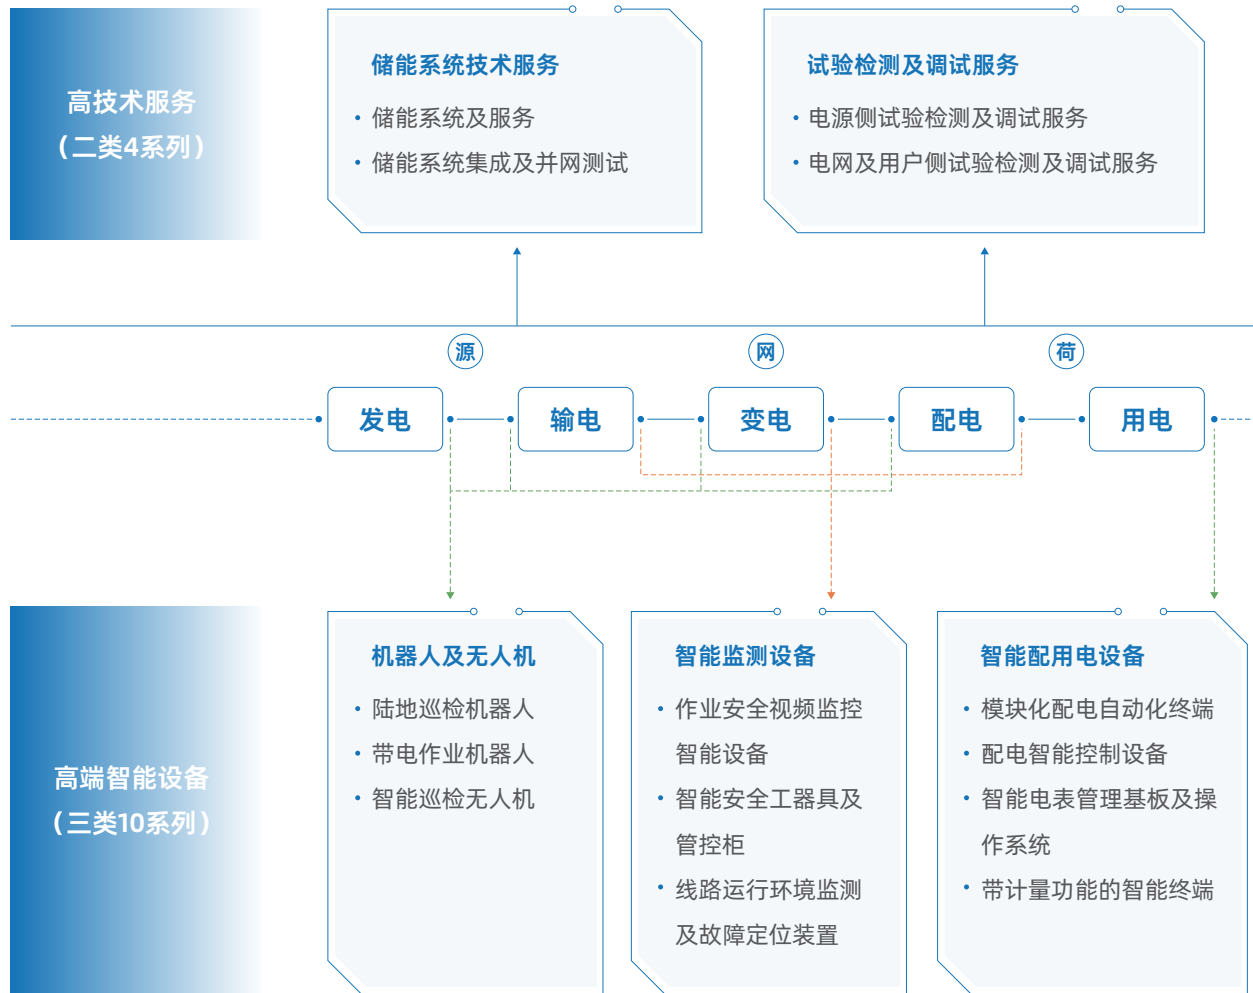 高技术服务
（二类4系列）
储能系统技术服务
• 储能系统及服务
• 储能系统集成及并网测试
试验检测及调试服务
• 电源侧试验检测及调试服务
• 电网及用户侧试验检测及调试服务
源
网
荷
发电
输电
变电
配电
用电
高端智能设备
（三类10系列）
机器人及无人机
• 陆地巡检机器人
• 带电作业机器人
• 智能巡检无人机
智能监测设备
• 作业安全视频监控
智能设备
• 智能安全工器具及
管控柜
• 线路运行环境监测
及故障定位装置
智能配用电设备
• 模块化配电自动化终端
• 配电智能控制设备
• 智能电表管理基板及操
作系统
• 带计量功能的智能终端